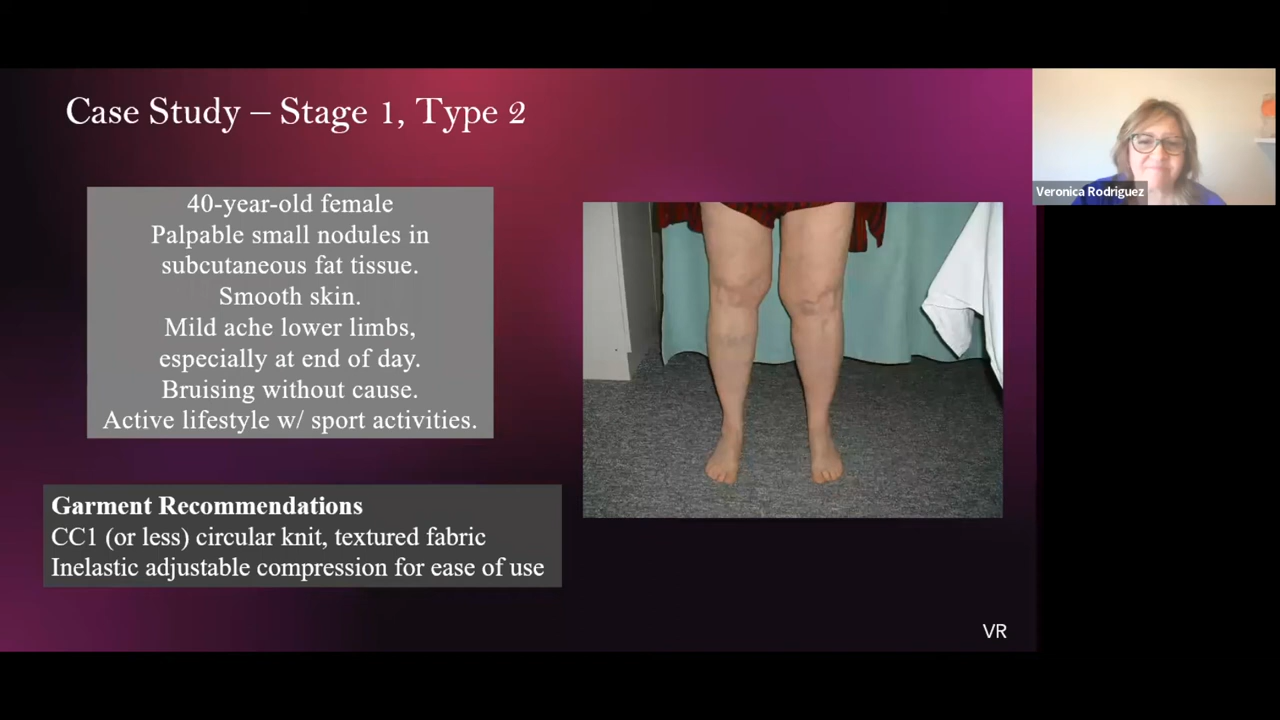 Case Study – Stage 1, Type 2
40-year-old female
Palpable small nodules in
subcutaneous fat tissue.
Smooth skin.
Mild ache lower limbs,
especially at end of day.
Bruising without cause.
Active lifestyle w/ sport activities.
Garment Recommendations
CC1 (or less) circular knit, textured fabric
Inelastic adjustable compression for ease of use
VR
Veronica Rodriguez